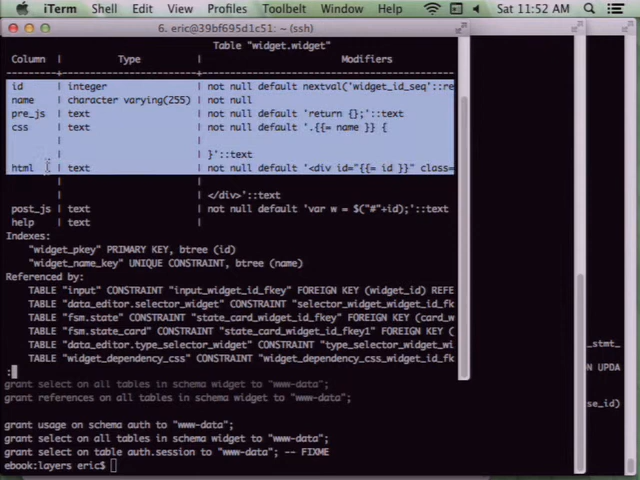 iTerm Shell Edit View Profiles Toolbelt Window Help Sat 11:52 AM
6. eric@39bf695d1c51: ~ (ssh)
Table "widget.widget"
Column | Type | Modifiers
id | integer | not null default nextval('widget_id_seq'::re
name | character varying(255) | not null
pre_js | text | not null default 'return {};'::text
css | text | not null default '.{{= name }} {
| |
| | }'::text
html | text | not null default '<div id="{{= id }}" class=
| |
| | </div>'::text
post_js | text | not null default 'var w = $("#"+id);'::text
help | text |
Indexes:
"widget_pkey" PRIMARY KEY, btree (id)
"widget_name_key" UNIQUE CONSTRAINT, btree (name)
Referenced by:
TABLE "input" CONSTRAINT "input_widget_id_fkey" FOREIGN KEY (widget_id) REFE
TABLE "data_editor.selector_widget" CONSTRAINT "selector_widget_widget_id_fk
TABLE "fsm.state_card" CONSTRAINT "state_card_widget_id_fkey" FOREIGN KEY (card_w
TABLE "fsm.state_card" CONSTRAINT "state_card_widget_id_fkey1" FOREIGN KEY (
TABLE "data_editor.type_selector_widget" CONSTRAINT "type_selector_widget_wi
TABLE "widget_dependency_css" CONSTRAINT "widget_dependency_css_widget_id_fk
:
_stmt_
ON UPDA
se_id)
grant select on all tables in schema widget to "www-data";
grant references on all tables in schema widget to "www-data";
grant usage on schema auth to "www-data";
grant select on all tables in schema widget to "www-data";
grant select on table auth.session to "www-data"; -- FIXME
ebook:layers eric$